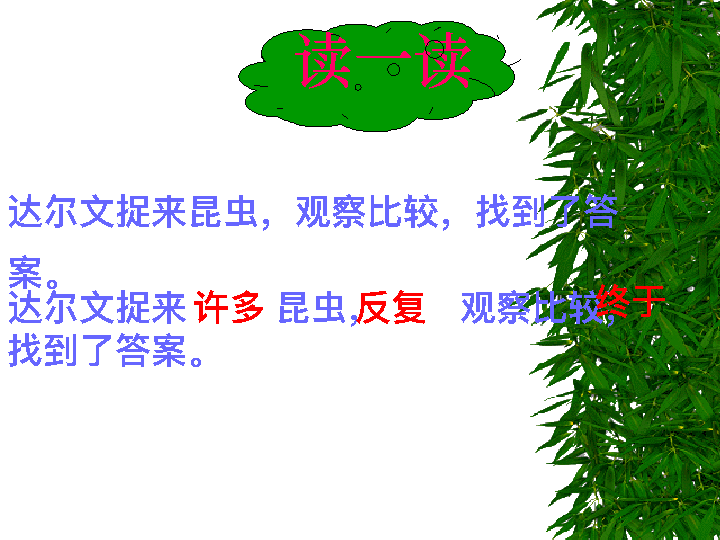 读一读
达尔文捉来昆虫，观察比较，找到了答
案。
达尔文捉来许多昆虫，反复观察比较，终于
找到了答案。